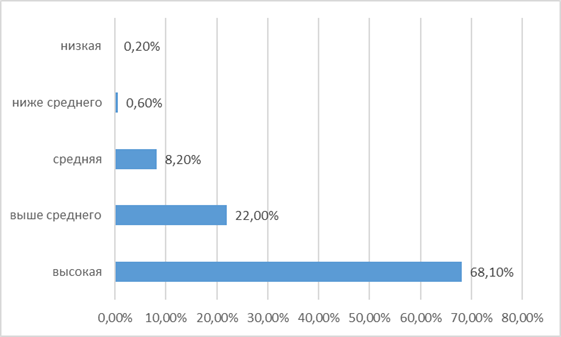 низкая 0,20%
ниже среднего 0,60%
средняя 8,20%
выше среднего 22,00%
высокая 68,10%
0,00% 10,00% 20,00% 30,00% 40,00% 50,00% 60,00% 70,00% 80,00%